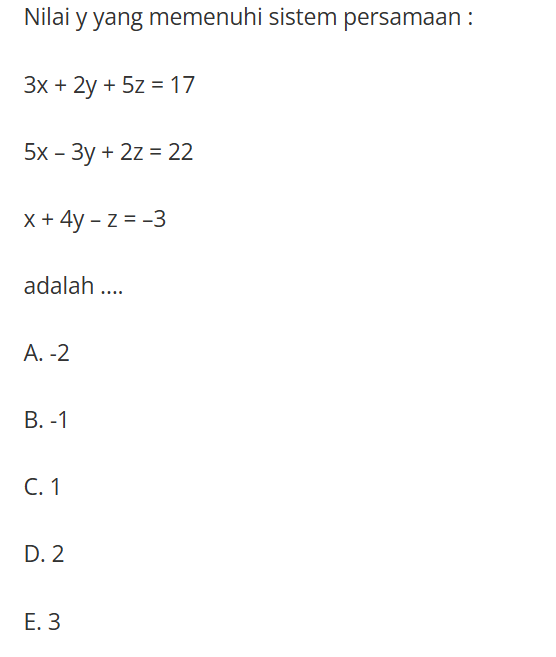 Nilai y yang memenuhi sistem persamaan :
3x + 2y + 5z = 17
5x – 3y + 2z = 22
x + 4y – z = –3
adalah ....
A. -2
B. -1
C. 1
D. 2
E. 3